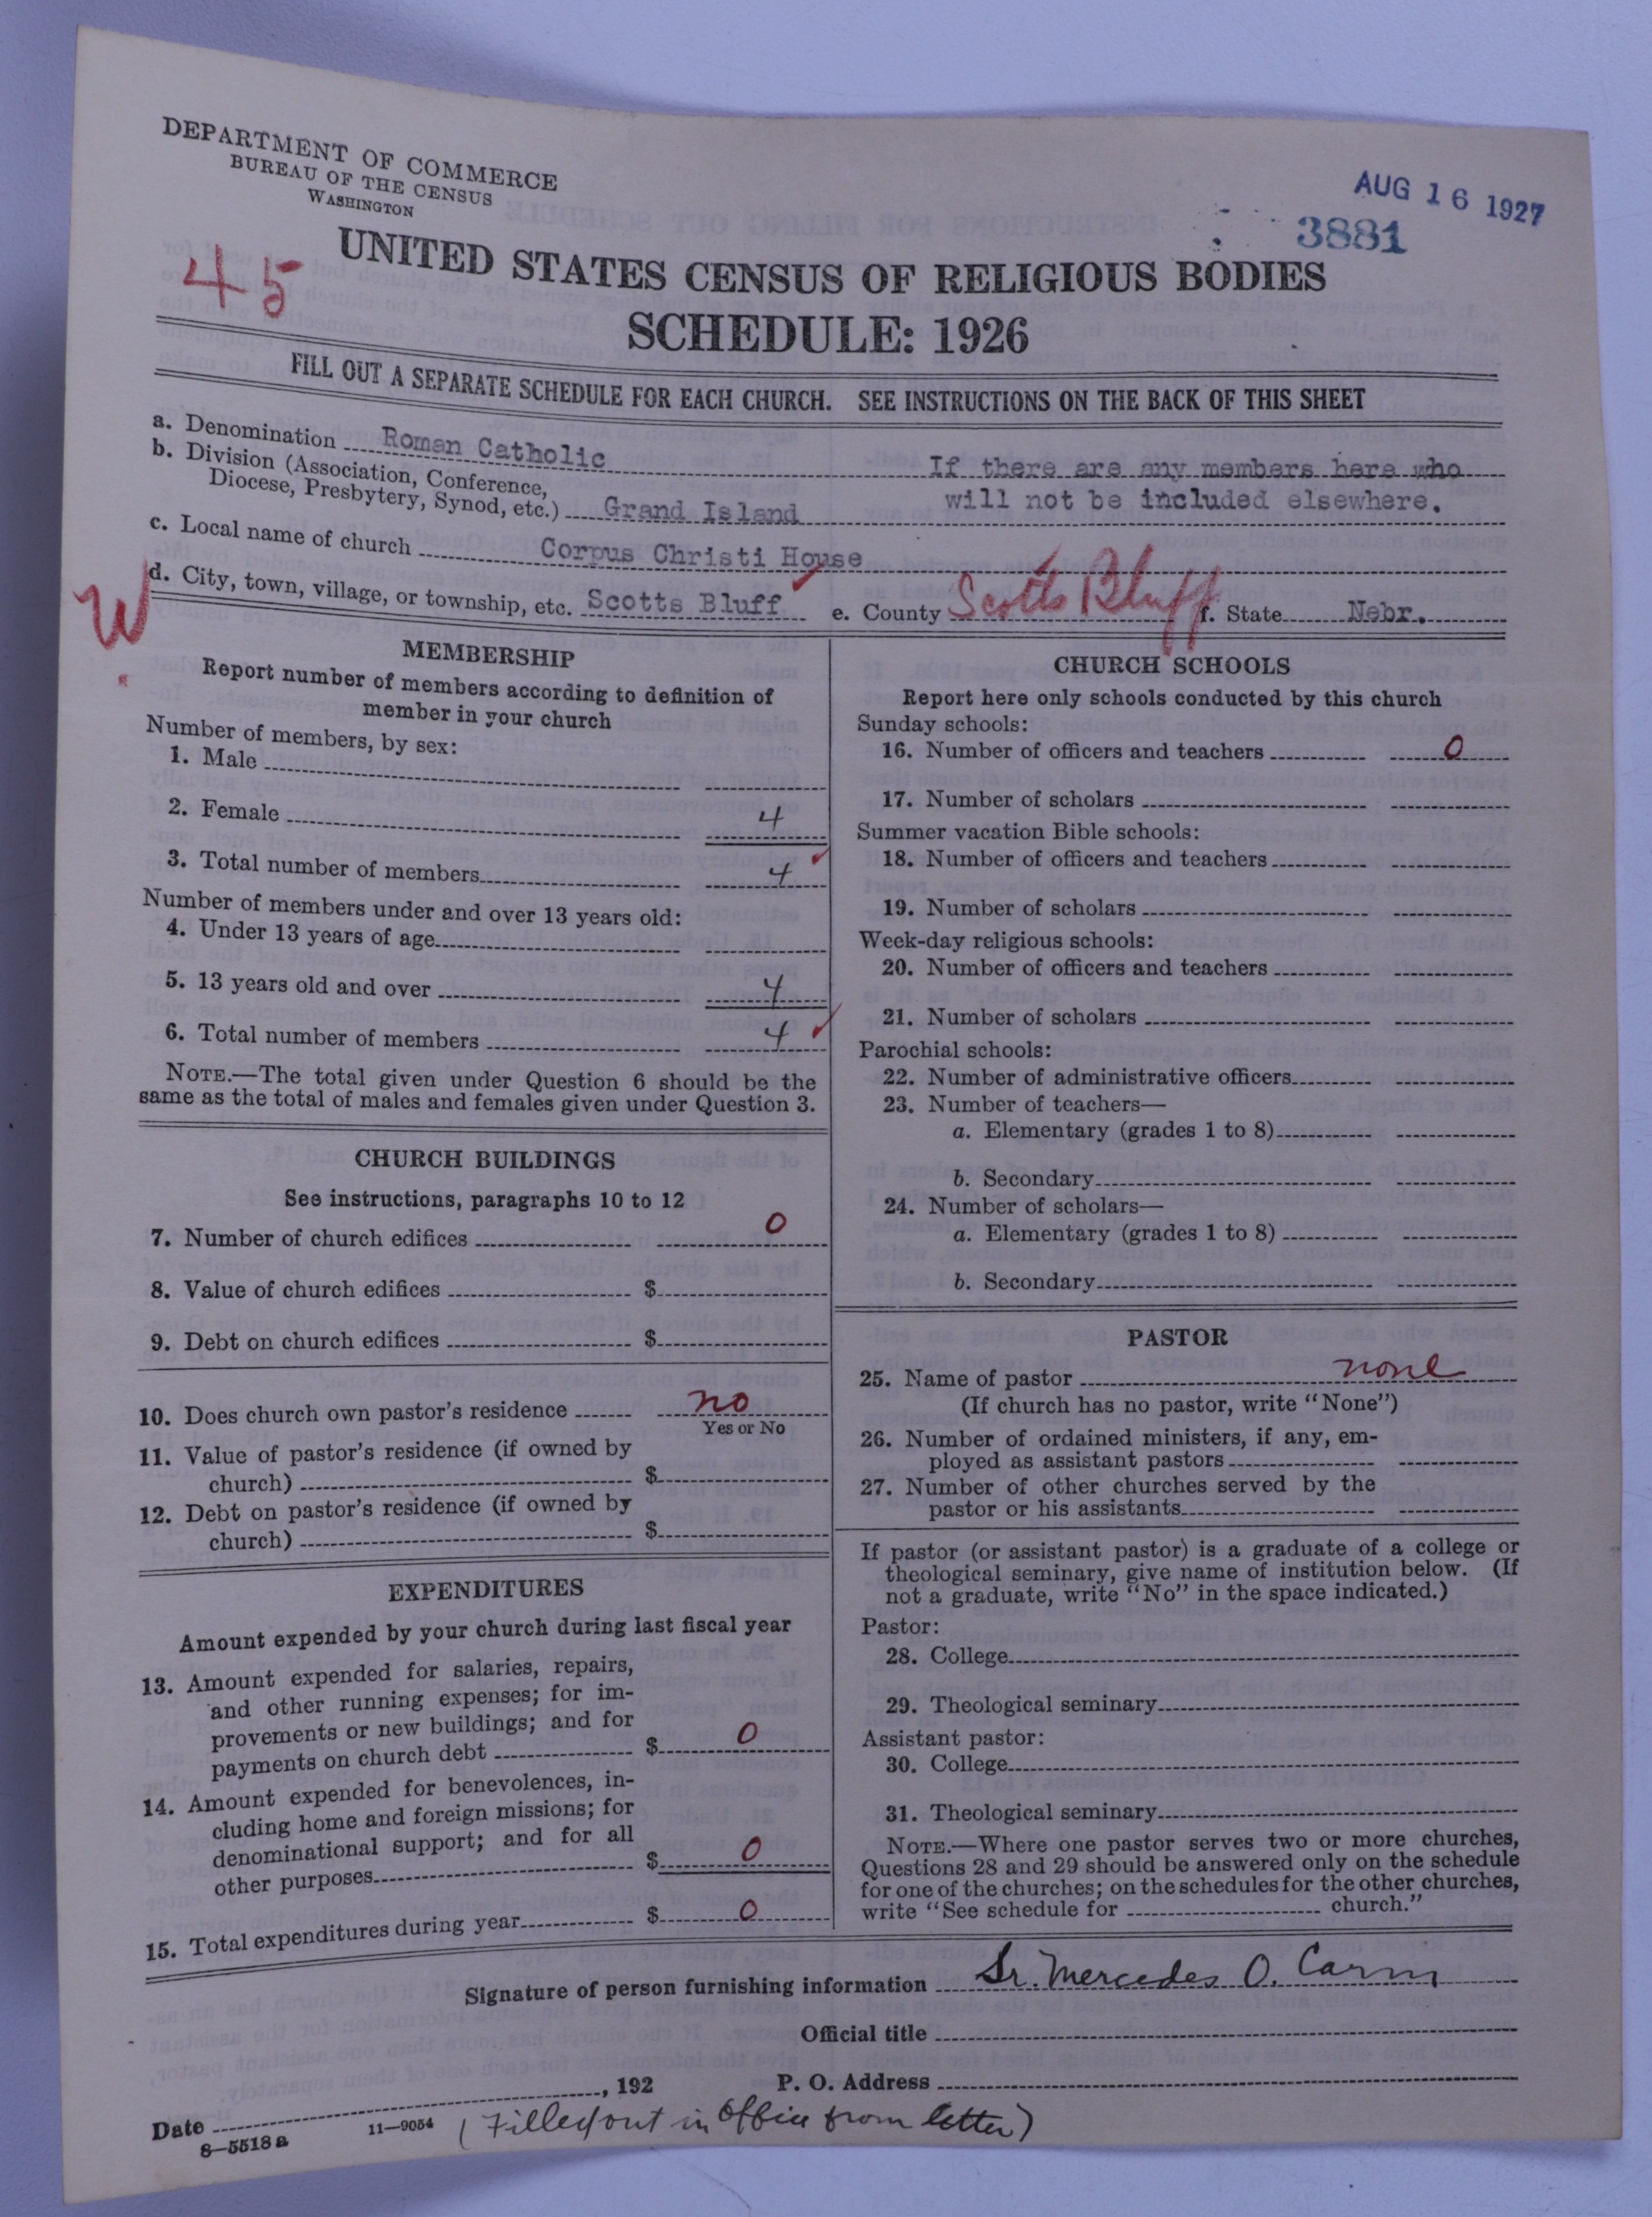 DEPARTMENT OF COMMERCE
BUREAU OF THE CENSUS
WASHINGTON
AUG 16 1927
3881
45
UNITED STATES CENSUS OF RELIGIOUS BODIES
SCHEDULE: 1926
FILL OUT A SEPARATE SCHEDULE FOR EACH CHURCH. SEE INSTRUCTIONS ON THE BACK OF THIS SHEET
a. Denomination Roman Catholic
If there are any members here who
will not be included elsewhere.
b. Division (Association, Conference,
Diocese, Presbytery, Synod, etc.) Grand Island
c. Local name of church Corpus Christi House
W
d. City, town, village, or township, etc. Scotts Bluff e. County Scotts Bluff f. State Nebr.
MEMBERSHIP
Report number of members according to definition of
member in your church
Number of members, by sex:
1. Male
2. Female 4
3. Total number of members 4
Number of members under and over 13 years old:
4. Under 13 years of age
5. 13 years old and over 4
6. Total number of members 4
NOTE.—The total given under Question 6 should be the
same as the total of males and females given under Question 3.
CHURCH BUILDINGS
See instructions, paragraphs 10 to 12
7. Number of church edifices 0
8. Value of church edifices $
9. Debt on church edifices $
10. Does church own pastor's residence no
Yes or No
11. Value of pastor's residence (if owned by
church) $
12. Debt on pastor's residence (if owned by
church) $
EXPENDITURES
Amount expended by your church during last fiscal year
13. Amount expended for salaries, repairs,
and other running expenses; for im-
provements or new buildings; and for
payments on church debt $ 0
14. Amount expended for benevolences, in-
cluding home and foreign missions; for
denominational support; and for all
other purposes $ 0
15. Total expenditures during year $ 0
CHURCH SCHOOLS
Report here only schools conducted by this church
Sunday schools:
16. Number of officers and teachers 0
17. Number of scholars
Summer vacation Bible schools:
18. Number of officers and teachers
19. Number of scholars
Week-day religious schools:
20. Number of officers and teachers
21. Number of scholars
Parochial schools:
22. Number of administrative officers
23. Number of teachers—
a. Elementary (grades 1 to 8)
b. Secondary
24. Number of scholars—
a. Elementary (grades 1 to 8)
b. Secondary
PASTOR
25. Name of pastor none
(If church has no pastor, write "None")
26. Number of ordained ministers, if any, em-
ployed as assistant pastors
27. Number of other churches served by the
pastor or his assistants
If pastor (or assistant pastor) is a graduate of a college or
theological seminary, give name of institution below. (If
not a graduate, write "No" in the space indicated.)
Pastor:
28. College
29. Theological seminary
Assistant pastor:
30. College
31. Theological seminary
NOTE.—Where one pastor serves two or more churches,
Questions 28 and 29 should be answered only on the schedule
for one of the churches; on the schedules for the other churches,
write "See schedule for church."
Signature of person furnishing information Sr. Mercedes O. Carm
Official title
Date , 192 P. O. Address
8—5518a 11—9054 (Filled out in Office from letter)